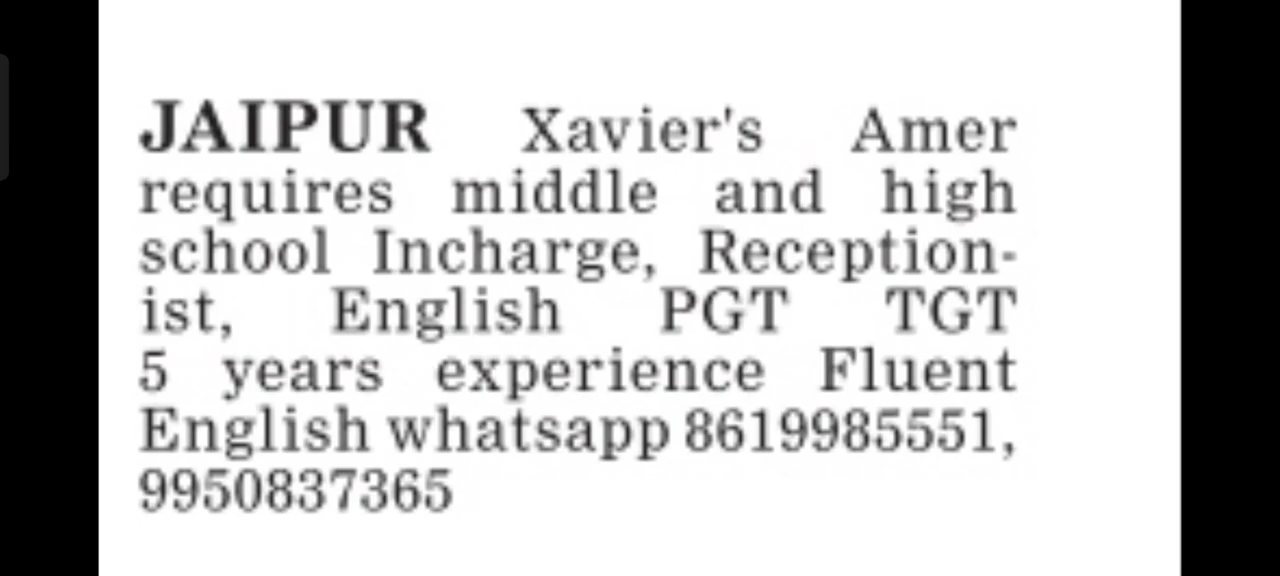 JAIPUR Xavier's Amer
requires middle and high
school Incharge, Reception-
ist, English PGT TGT
5 years experience Fluent
English whatsapp 8619985551,
9950837365